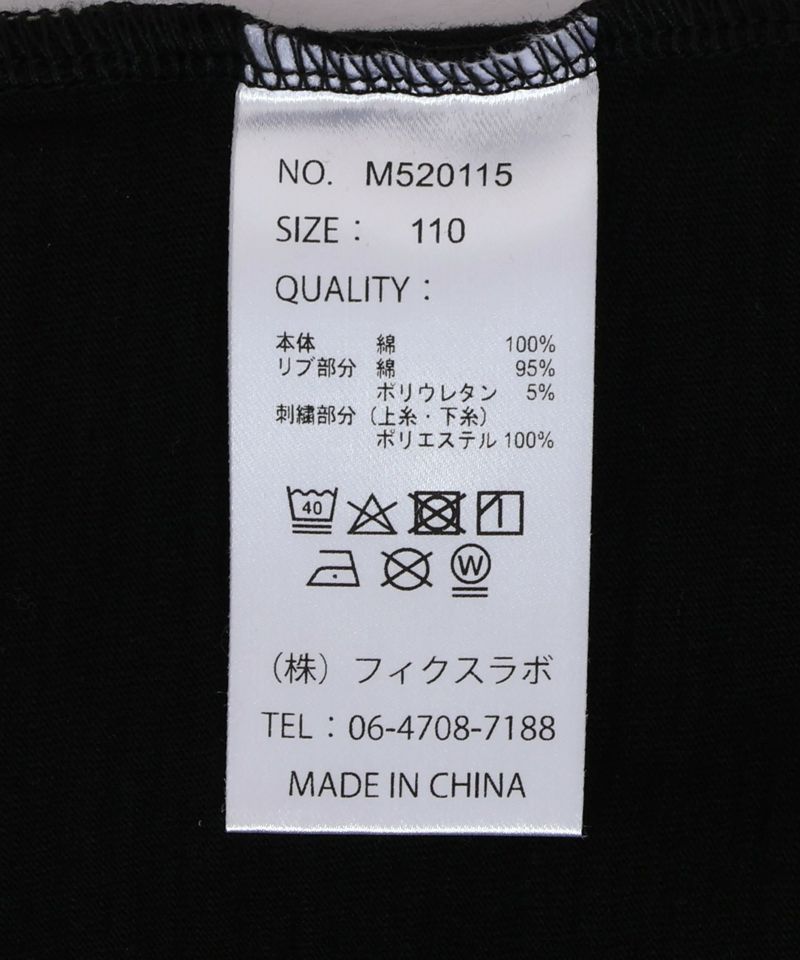 NO. M520115
SIZE： 110
QUALITY：
本体 綿 100%
リブ部分 綿 95%
ポリウレタン 5%
刺繍部分（上糸・下糸）
ポリエステル 100%
40
W
（株）フィクスラボ
TEL：06-4708-7188
MADE IN CHINA